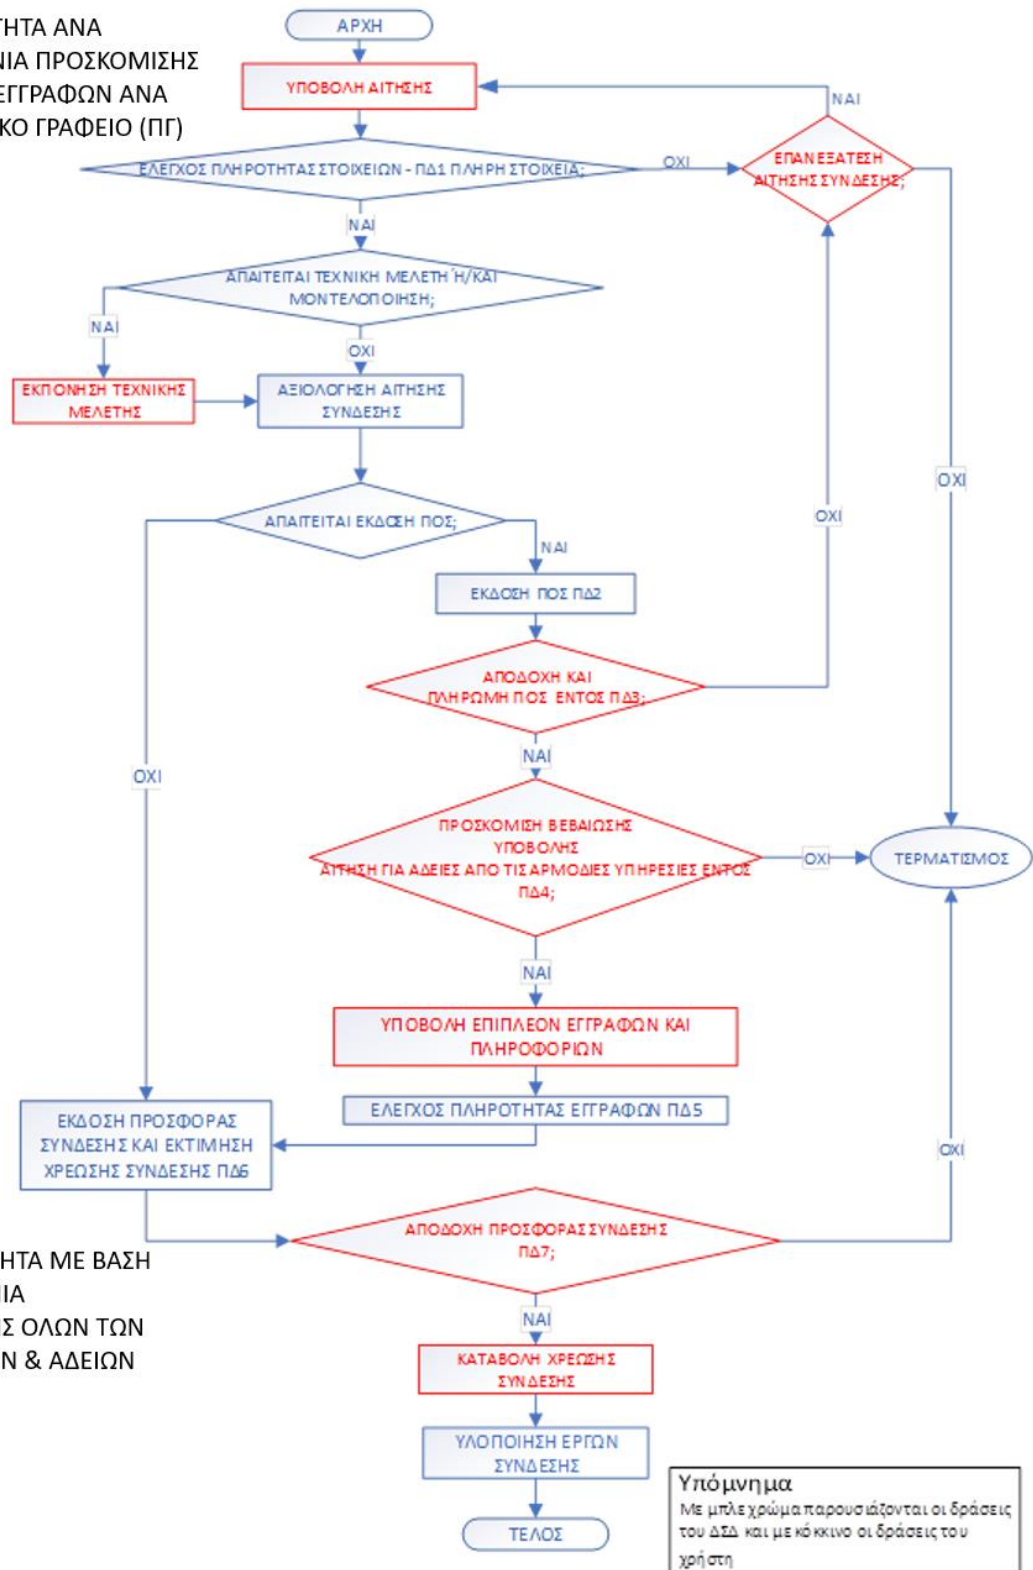 ΑΡΧΗ
ΝΙΑ ΠΡΟΣΚΟΜΙΣΗΣ
ΥΠΟΒΟΛΗ ΑΙΤΗΣΗΣ
ΕΓΓΡΑΦΩΝ ΑΝΑ
ΚΟ ΓΡΑΦΕΙΟ (ΠΓ)
ΝΑΙ
ΕΛΕΓΧΟΣ ΠΛΗΡΟΤΗΤΑΣ ΣΤΟΙΧΕΙΩΝ - ΠΔ1 ΠΛΗΡΗ ΣΤΟΙΧΕΙΑ;
ΟΧΙ
ΕΠΑΝΕΞΑΤΕΣΗ
ΑΙΤΗΣΗΣ ΣΥΝΔΕΣΗΣ;
ΝΑΙ
ΑΠΑΙΤΕΙΤΑΙ ΤΕΧΝΙΚΗ ΜΕΛΕΤΗ Ή/ΚΑΙ
ΜΟΝΤΕΛΟΠΟΙΗΣΗ;
ΝΑΙ
ΟΧΙ
ΕΚΠΟΝΗΣΗ ΤΕΧΝΙΚΗΣ
ΜΕΛΕΤΗΣ
ΑΞΙΟΛΟΓΗΣΗ ΑΙΤΗΣΗΣ
ΣΥΝΔΕΣΗΣ
ΟΧΙ
ΟΧΙ
ΑΠΑΙΤΕΙΤΑΙ ΕΚΔΟΣΗ ΠΟΣ;
ΝΑΙ
ΕΚΔΟΣΗ ΠΟΣ ΠΔ2
ΑΠΟΔΟΧΗ ΚΑΙ
ΠΛΗΡΩΜΗ ΠΟΣ ΕΝΤΟΣ ΠΔ3;
ΝΑΙ
ΟΧΙ
ΠΡΟΣΚΟΜΙΣΗ ΒΕΒΑΙΩΣΗΣ
ΥΠΟΒΟΛΗΣ
ΑΙΤΗΣΗ ΓΙΑ ΑΔΕΙΕΣ ΑΠΟ ΤΙΣ ΑΡΜΟΔΙΕΣ ΥΠΗΡΕΣΙΕΣ ΕΝΤΟΣ
ΠΔ4;
ΟΧΙ
ΤΕΡΜΑΤΙΣΜΟΣ
ΝΑΙ
ΥΠΟΒΟΛΗ ΕΠΙΠΛΕΟΝ ΕΓΓΡΑΦΩΝ ΚΑΙ
ΠΛΗΡΟΦΟΡΙΩΝ
ΕΛΕΓΧΟΣ ΠΛΗΡΟΤΗΤΑΣ ΕΓΓΡΑΦΩΝ ΠΔ5
ΕΚΔΟΣΗ ΠΡΟΣΦΟΡΑΣ
ΣΥΝΔΕΣΗΣ ΚΑΙ ΕΚΤΙΜΗΣΗ
ΧΡΕΩΣΗΣ ΣΥΝΔΕΣΗΣ ΠΔ6
ΟΧΙ
ΑΠΟΔΟΧΗ ΠΡΟΣΦΟΡΑΣ ΣΥΝΔΕΣΗΣ
ΠΔ7;
ΗΤΑ ΜΕ ΒΑΣΗ
ΙΑ
ΟΛΩΝ ΤΩΝ
Ν & ΑΔΕΙΩΝ
ΝΑΙ
ΚΑΤΑΒΟΛΗ ΧΡΕΩΣΗΣ
ΣΥΝΔΕΣΗΣ
ΥΛΟΠΟΙΗΣΗ ΕΡΓΩΝ
ΣΥΝΔΕΣΗΣ
ΤΕΛΟΣ
Υπόμνημα
Με μπλε χρώμα παρουσιάζονται οι δράσεις
του ΔΣΔ και με κόκκινο οι δράσεις του
χρήστη